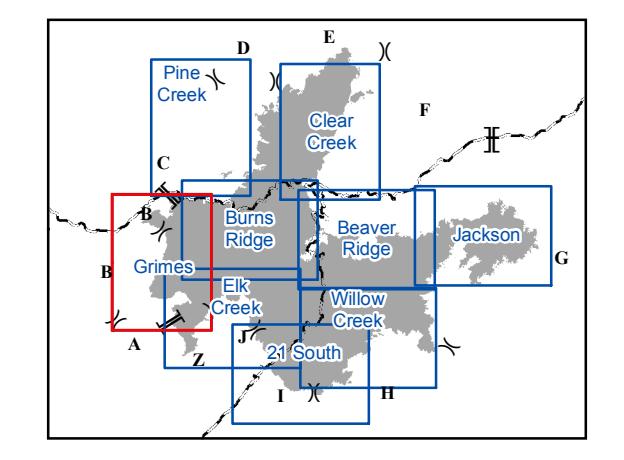 E
D
Pine
Creek
F
Clear
Creek
C
B
Burns
Ridge
Beaver
Ridge
Jackson
G
B
Grimes
Elk
Creek
Willow
Creek
A
J
21 South
Z
I
H